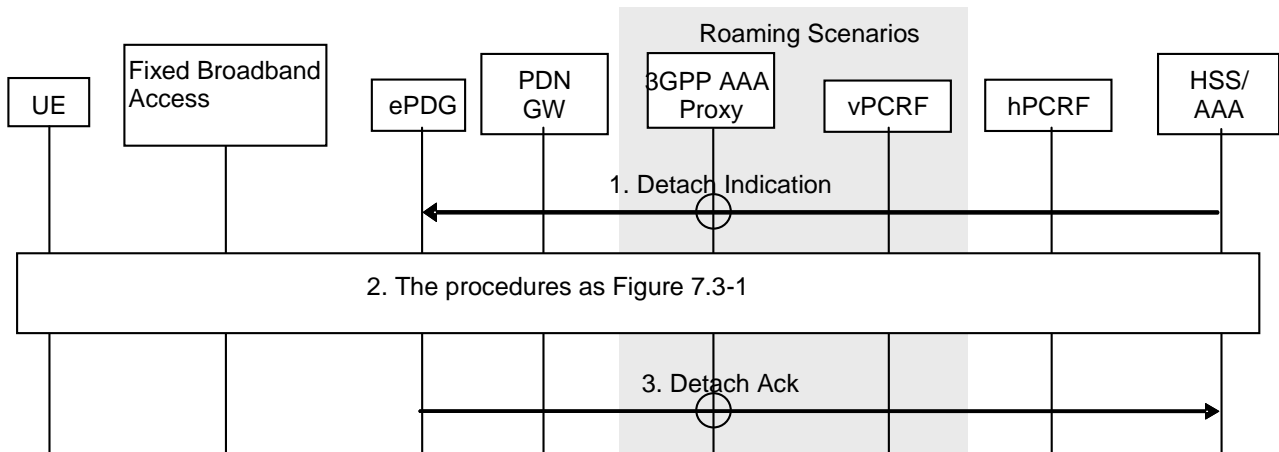 Roaming Scenarios
UE
Fixed Broadband
Access
ePDG
PDN
GW
3GPP AAA
Proxy
vPCRF
hPCRF
HSS/
AAA
1. Detach Indication
2. The procedures as Figure 7.3-1
3. Detach Ack